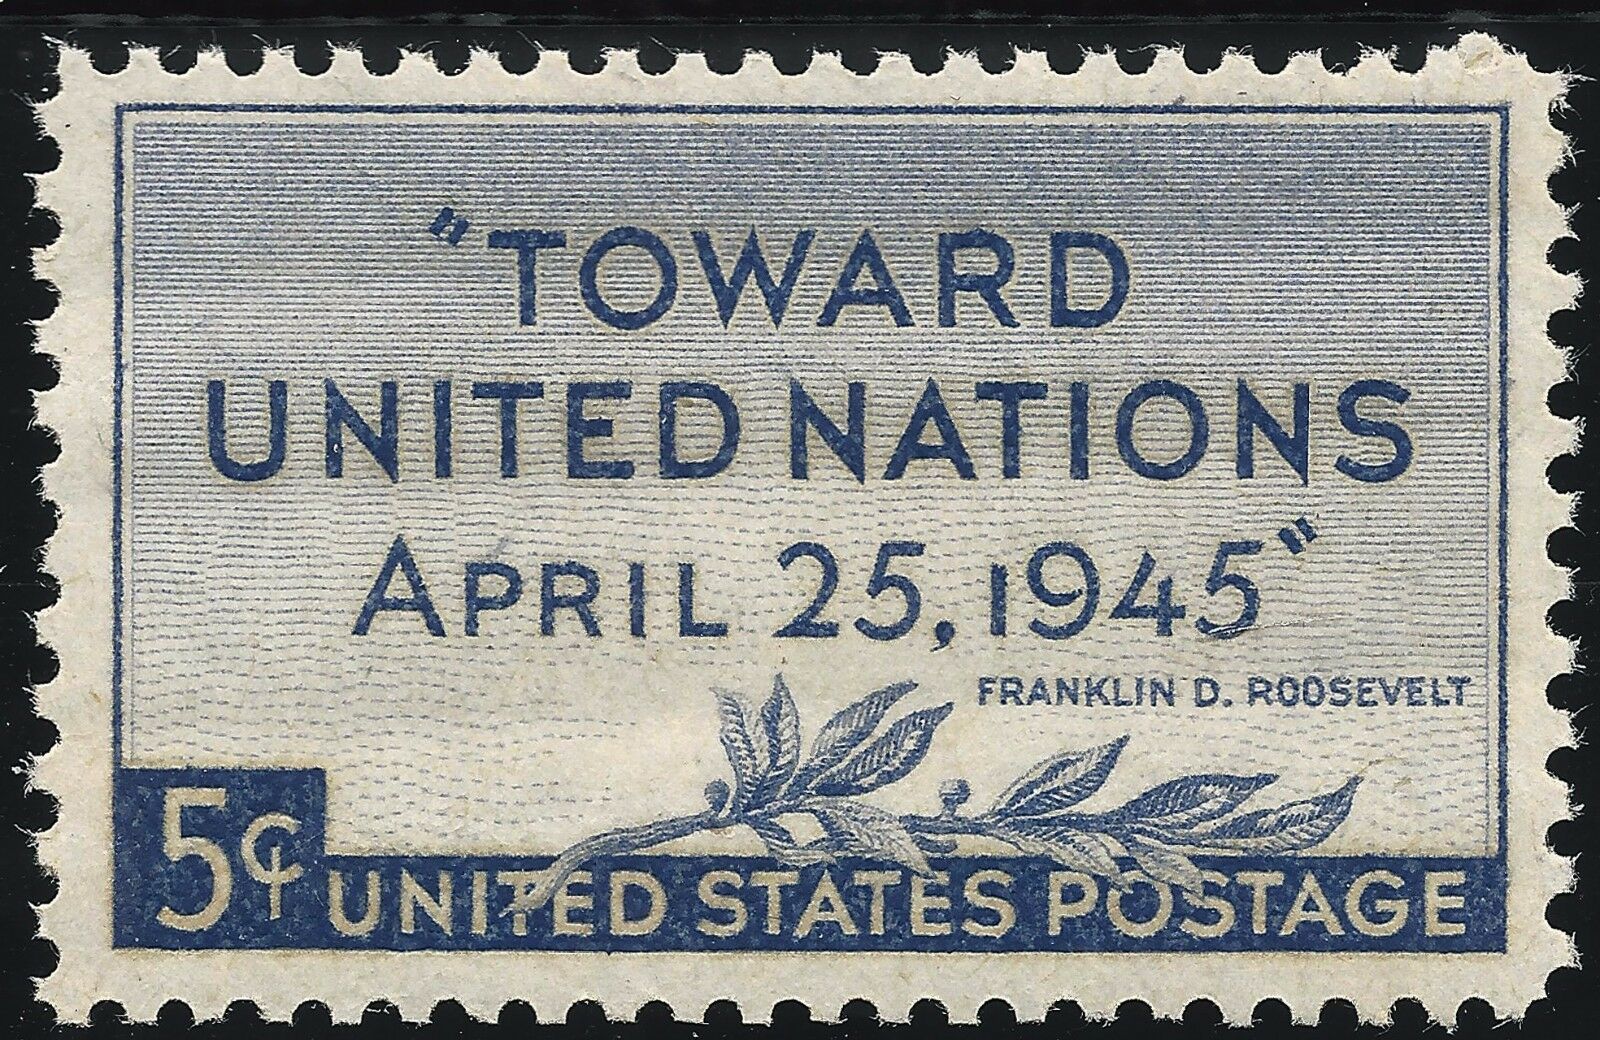 "TOWARD
UNITED NATIONS
APRIL 25, 1945"
FRANKLIN D. ROOSEVELT
5¢
UNITED STATES POSTAGE